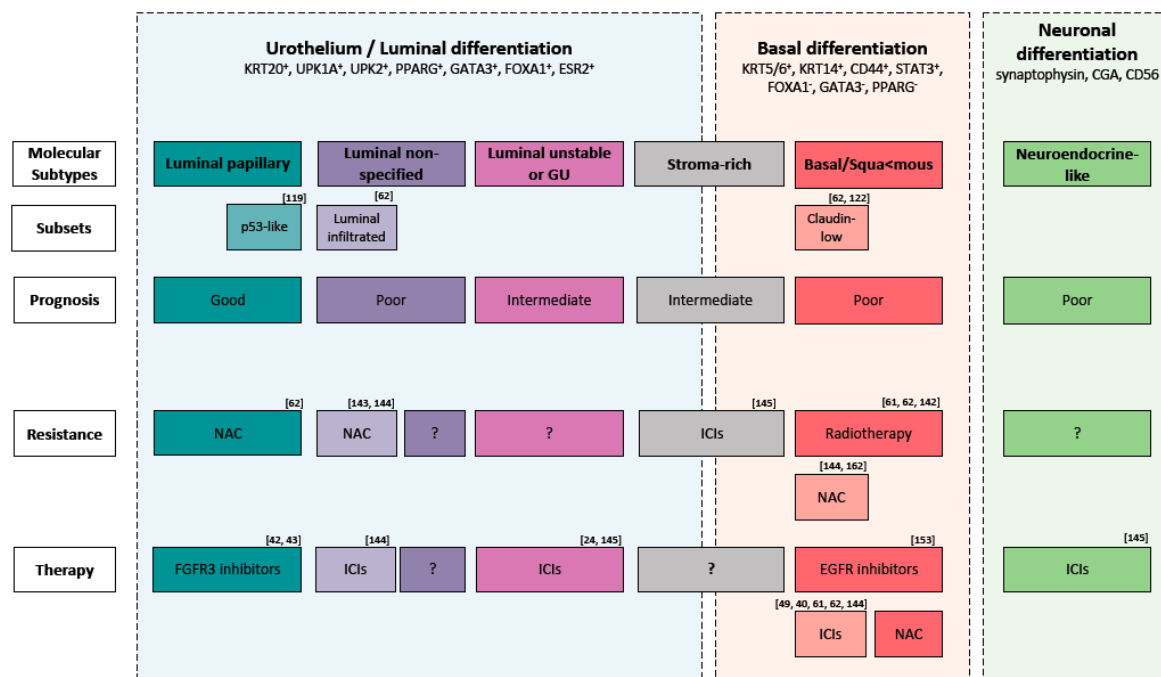 Urothelium / Luminal differentiation
KRT20⁺, UPK1A⁺, UPK2⁺, PPARG⁺, GATA3⁺, FOXA1⁺, ESR2⁺
Basal differentiation
KRT5/6⁺, KRT14⁺, CD44⁺, STAT3⁺,
FOXA1⁻, GATA3⁻, PPARG⁻
Neuronal
differentiation
synaptophysin, CGA, CD56
Molecular
Subtypes
Luminal papillary
Luminal non-
specified
Luminal unstable
or GU
Stroma-rich
Basal/Squa<mous
Neuroendocrine-
like
Subsets
[119]
p53-like
[62]
Luminal
infiltrated
[62, 122]
Claudin-
low
Prognosis
Good
Poor
Intermediate
Intermediate
Poor
Poor
Resistance
[62]
NAC
[143, 144]
NAC
?
?
[145]
ICIs
[61, 62, 142]
Radiotherapy
?
[144, 162]
NAC
Therapy
[42, 43]
FGFR3 inhibitors
[144]
ICIs
?
[24, 145]
ICIs
?
[153]
EGFR inhibitors
[145]
ICIs
[49, 40, 61, 62, 144]
ICIs
NAC